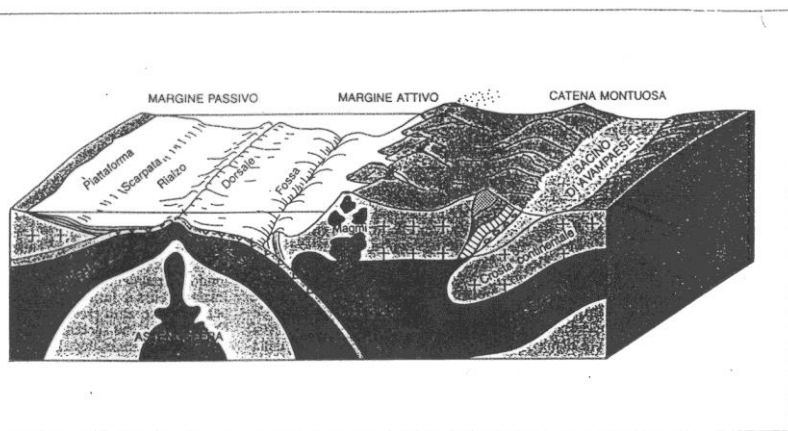 MARGINE PASSIVO
MARGINE ATTIVO
CATENA MONTUOSA
Piattaforma
Scarpata
Rialzo
Dorsale
Fossa
BACINO
D'AVAMPAESE
Magmi
Crosta continentale